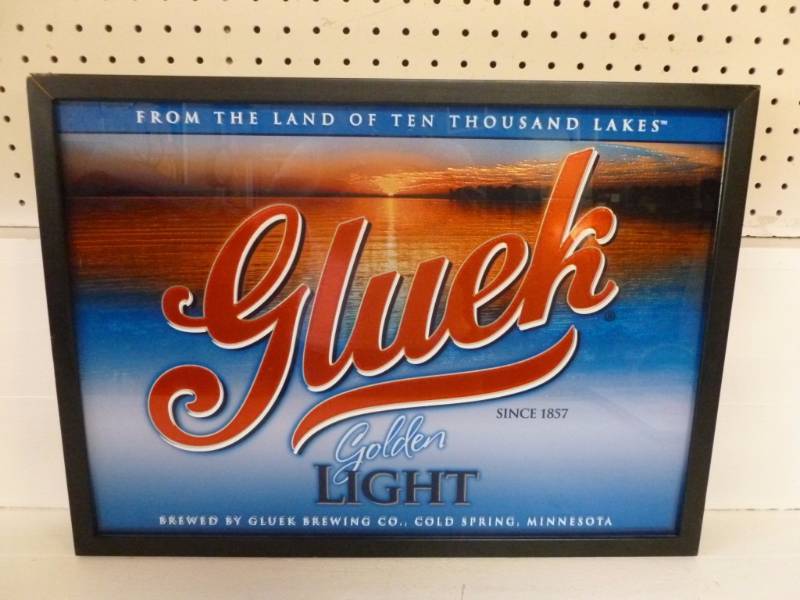 FROM THE LAND OF TEN THOUSAND LAKES™
Gluek®
SINCE 1857
Golden
LIGHT
BREWED BY GLUEK BREWING CO., COLD SPRING, MINNESOTA